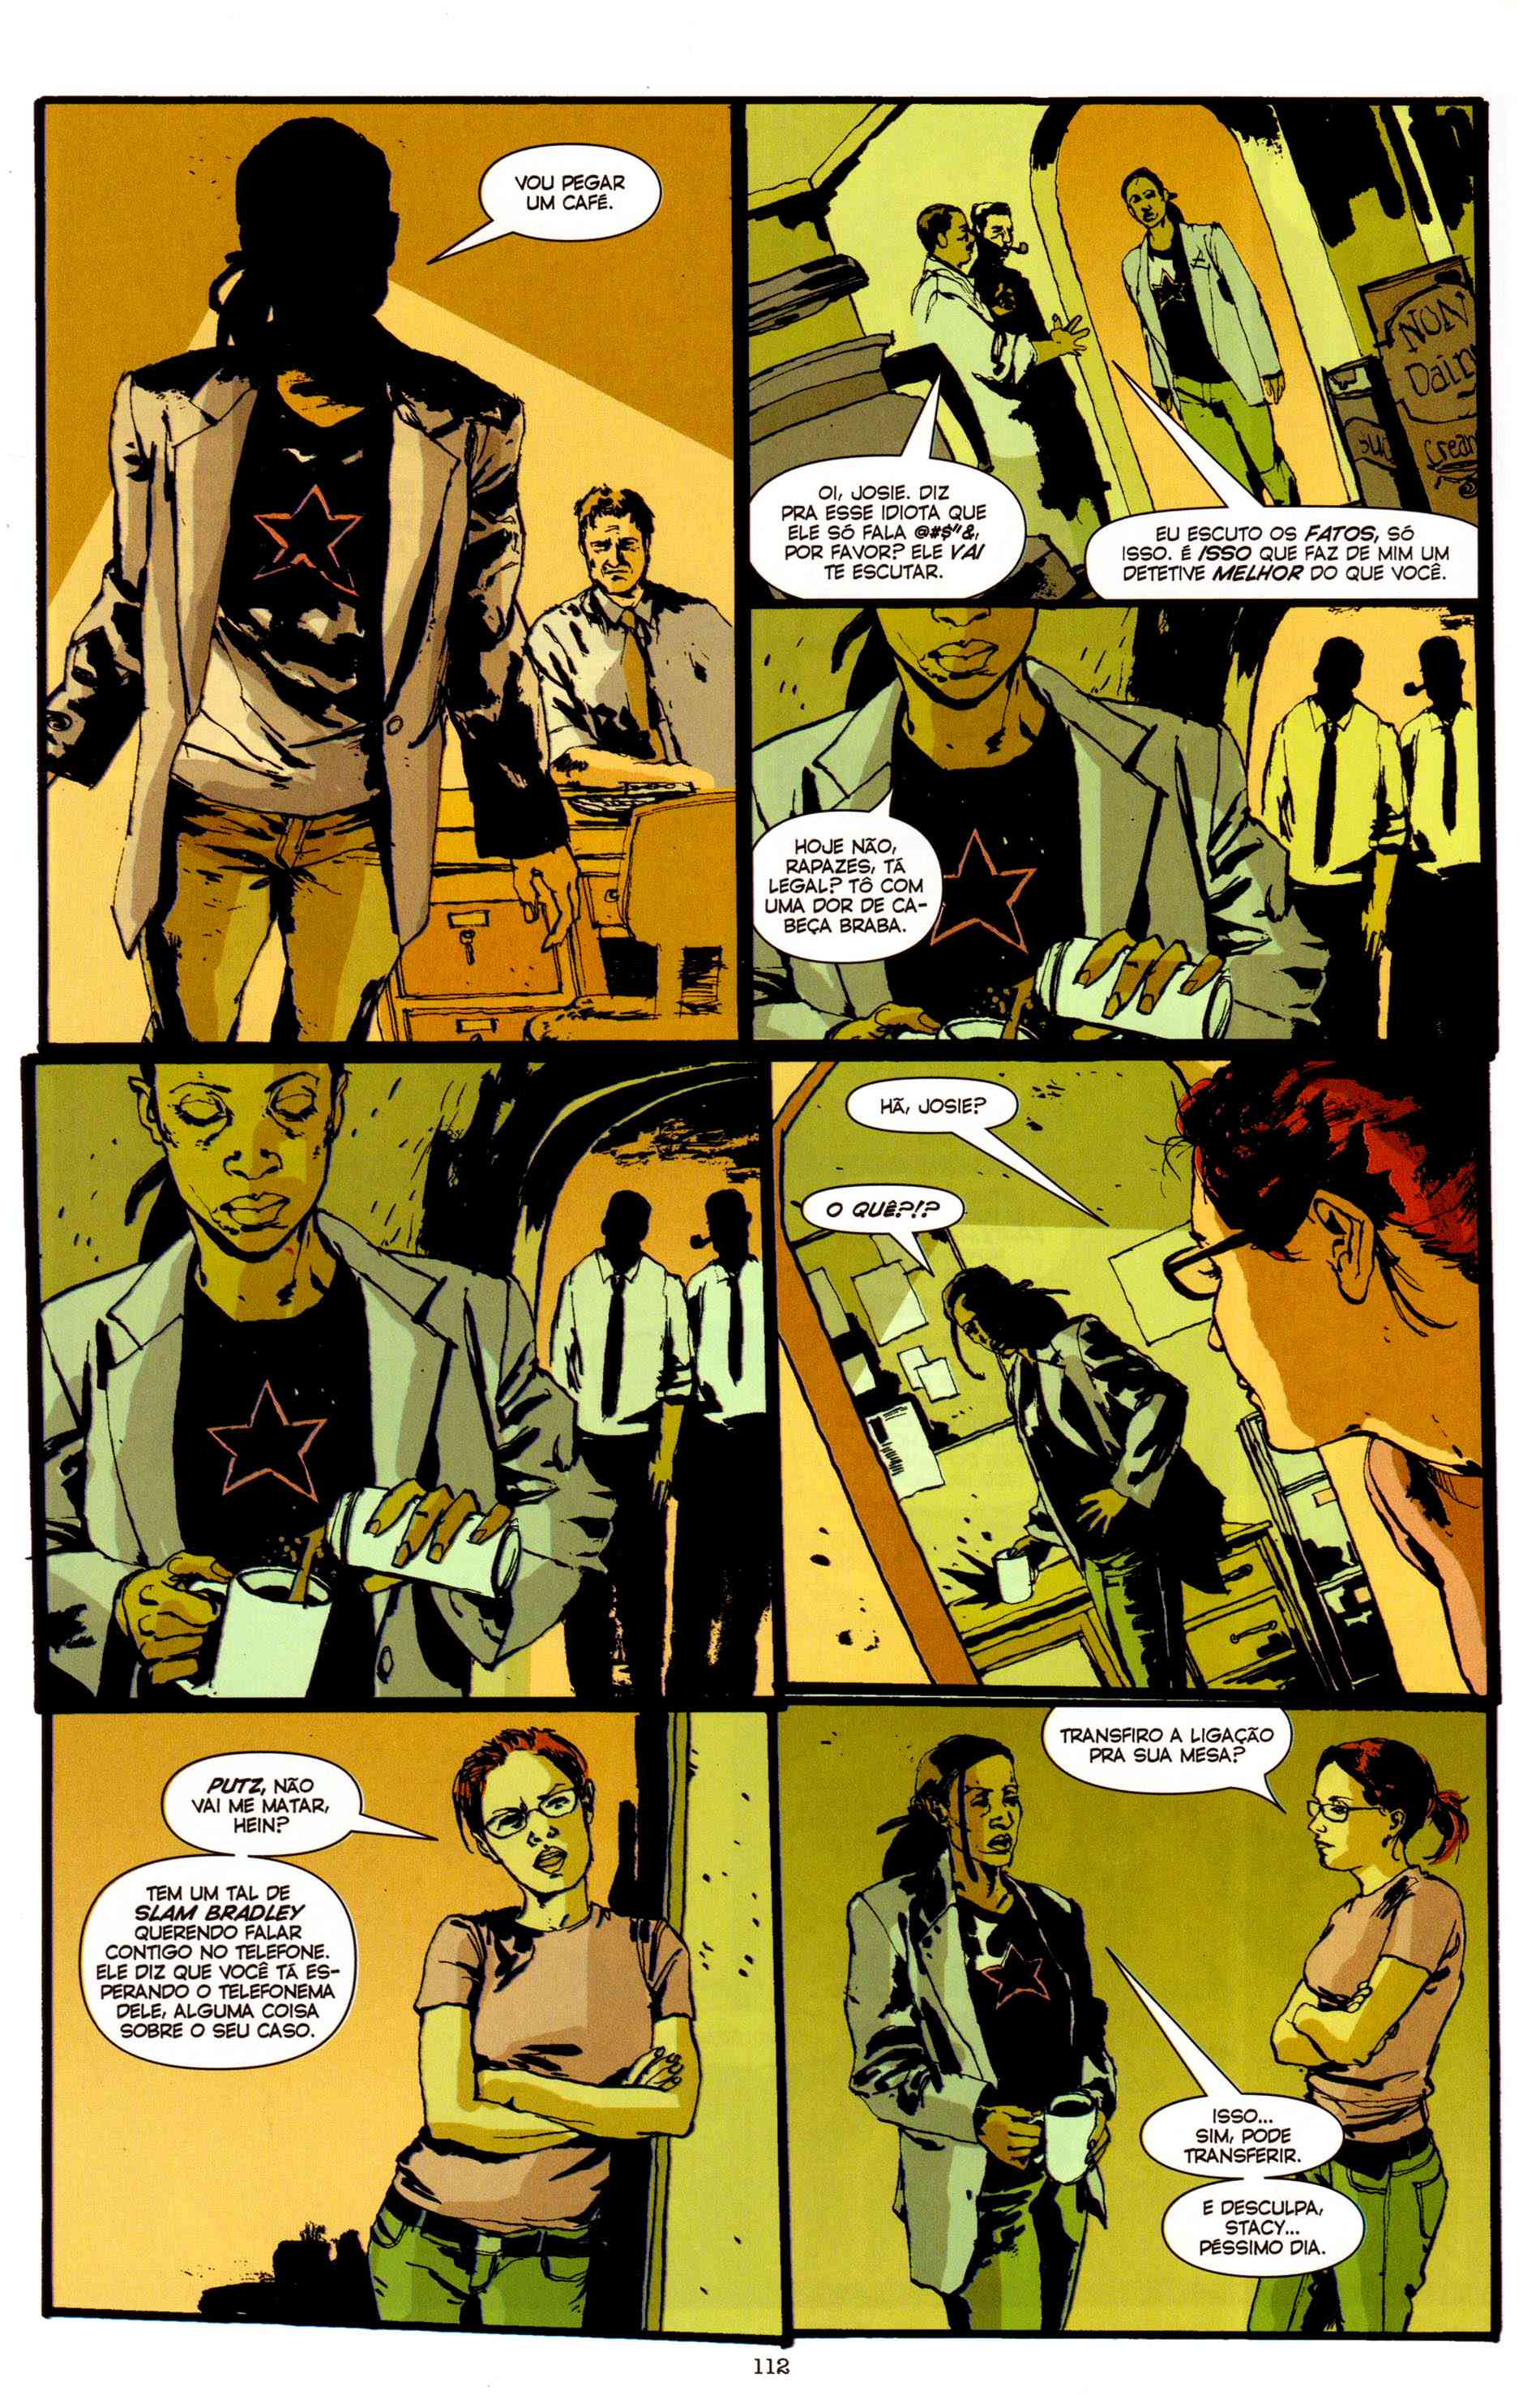 VOU PEGAR
UM CAFÉ.
OI, JOSIE. DIZ
PRA ESSE IDIOTA QUE
ELE SÓ FALA @#$"&,
POR FAVOR? ELE VAI
TE ESCUTAR.
EU ESCUTO OS FATOS, SÓ
ISSO. É ISSO QUE FAZ DE MIM UM
DETETIVE MELHOR DO QUE VOCÊ.
NON
Dairy
Cream
HOJE NÃO,
RAPAZES, TÁ
LEGAL? TÔ COM
UMA DOR DE CA-
BEÇA BRABA.
HÃ, JOSIE?
O QUÊ?!?
PUTZ, NÃO
VAI ME MATAR,
HEIN?
TEM UM TAL DE
SLAM BRADLEY
QUERENDO FALAR
CONTIGO NO TELEFONE.
ELE DIZ QUE VOCÊ TÁ ES-
PERANDO O TELEFONEMA
DELE, ALGUMA COISA
SOBRE O SEU CASO.
TRANSFIRO A LIGAÇÃO
PRA SUA MESA?
ISSO...
SIM, PODE
TRANSFERIR.
E DESCULPA,
STACY...
PÉSSIMO DIA.
112